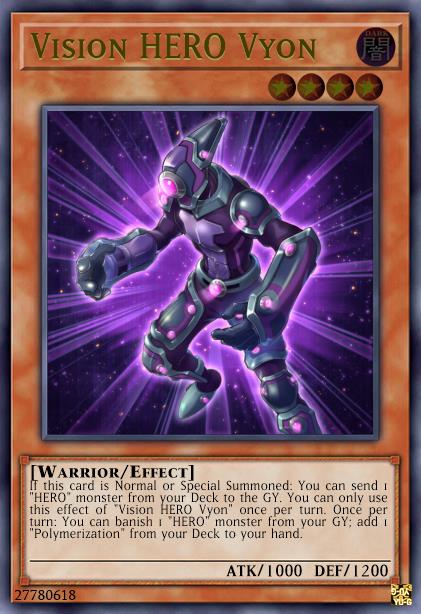 Vision HERO Vyon
DARK
闇
[Warrior/Effect]
If this card is Normal or Special Summoned: You can send 1
"HERO" monster from your Deck to the GY. You can only use
this effect of "Vision HERO Vyon" once per turn. Once per
turn: You can banish 1 "HERO" monster from your GY; add 1
"Polymerization" from your Deck to your hand.
ATK/1000 DEF/1200
27780618